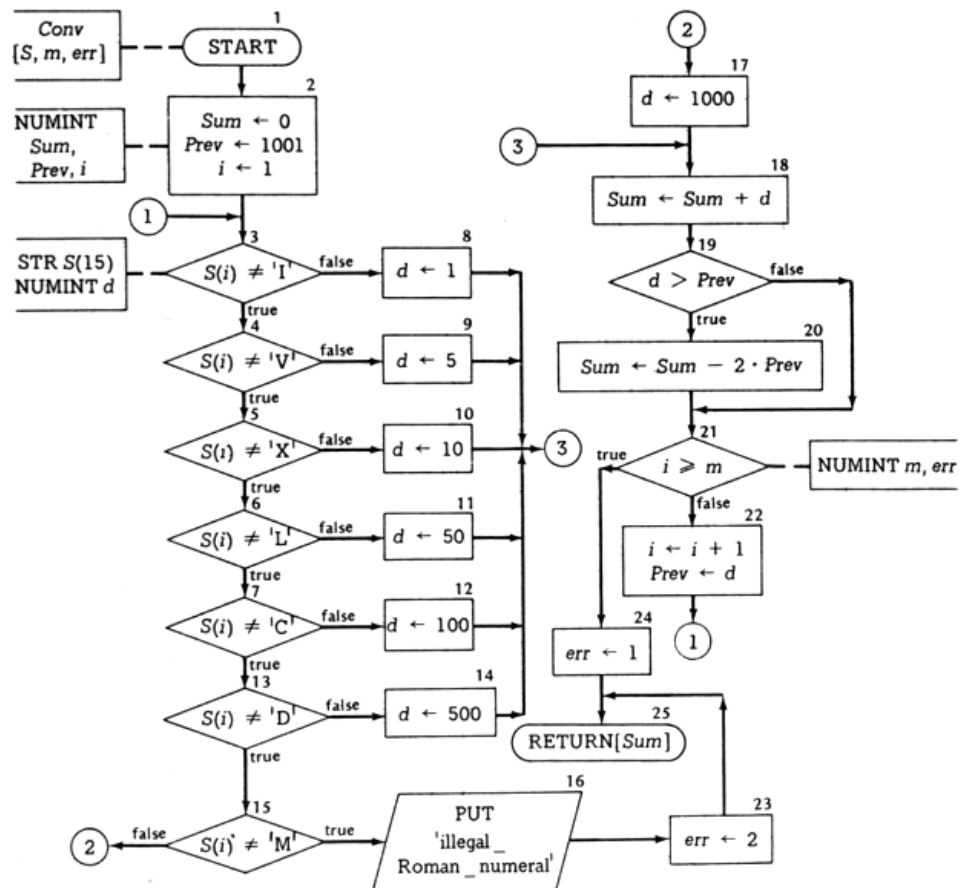 Conv
[S, m, err]
1
START
2
NUMINT
Sum,
Prev, i
Sum ← 0
Prev ← 1001
i ← 1
1
STR S(15)
NUMINT d
3
S(i) ≠ 'I'
false
8
d ← 1
true
4
S(i) ≠ 'V'
false
9
d ← 5
true
5
S(i) ≠ 'X'
false
10
d ← 10
3
true
6
S(i) ≠ 'L'
false
11
d ← 50
true
7
S(i) ≠ 'C'
false
12
d ← 100
true
13
S(i) ≠ 'D'
false
14
d ← 500
true
15
S(i) ≠ 'M'
false
2
true
16
PUT
'illegal_
Roman_numeral'
23
err ← 2
2
17
d ← 1000
3
18
Sum ← Sum + d
19
d > Prev
false
true
20
Sum ← Sum − 2 · Prev
21
i ⩾ m
NUMINT m, err
true
false
22
i ← i + 1
Prev ← d
1
24
err ← 1
25
RETURN[Sum]